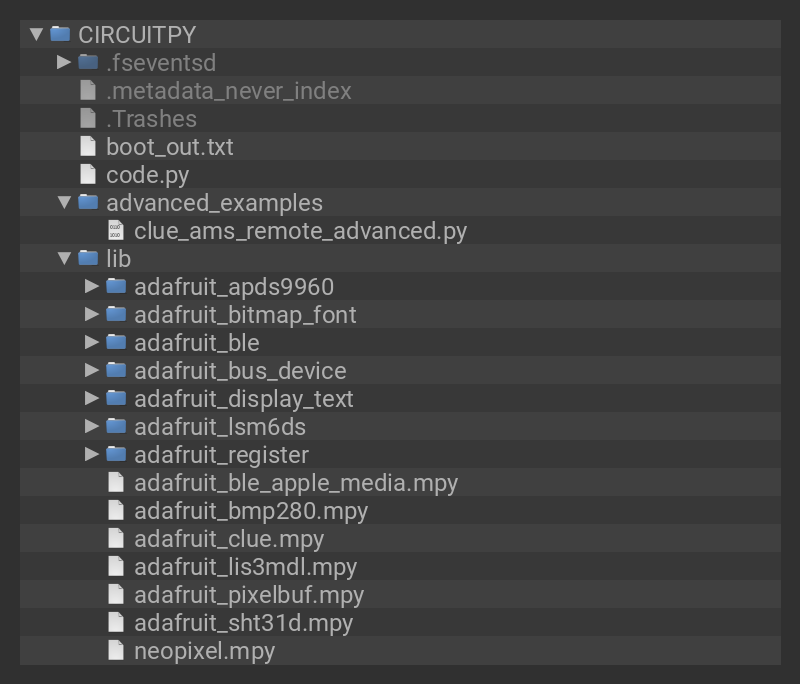 CIRCUITPY
.fseventsd
.metadata_never_index
.Trashes
boot_out.txt
code.py
advanced_examples
clue_ams_remote_advanced.py
lib
adafruit_apds9960
adafruit_bitmap_font
adafruit_ble
adafruit_bus_device
adafruit_display_text
adafruit_lsm6ds
adafruit_register
adafruit_ble_apple_media.mpy
adafruit_bmp280.mpy
adafruit_clue.mpy
adafruit_lis3mdl.mpy
adafruit_pixelbuf.mpy
adafruit_sht31d.mpy
neopixel.mpy